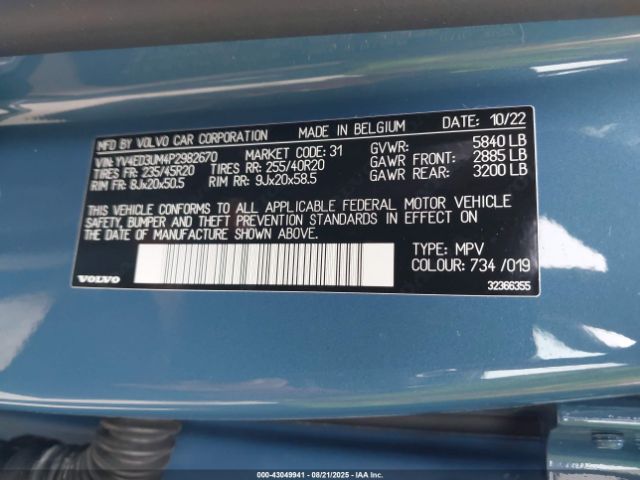 MFD BY VOLVO CAR CORPORATION MADE IN BELGIUM DATE: 10/22
VIN: YV4ED3UM4P2982670 MARKET CODE: 31 GVWR: 5840 LB
TIRES FR: 235/45R20 TIRES RR: 255/40R20 GAWR FRONT: 2885 LB
RIM FR: 8Jx20x50.5 RIM RR: 9Jx20x58.5 GAWR REAR: 3200 LB
THIS VEHICLE CONFORMS TO ALL APPLICABLE FEDERAL MOTOR VEHICLE
SAFETY, BUMPER AND THEFT PREVENTION STANDARDS IN EFFECT ON
THE DATE OF MANUFACTURE SHOWN ABOVE.
TYPE: MPV
COLOUR: 734 /019
VOLVO
32366355
000-43049941 - 08/21/2025 - IAA Inc.